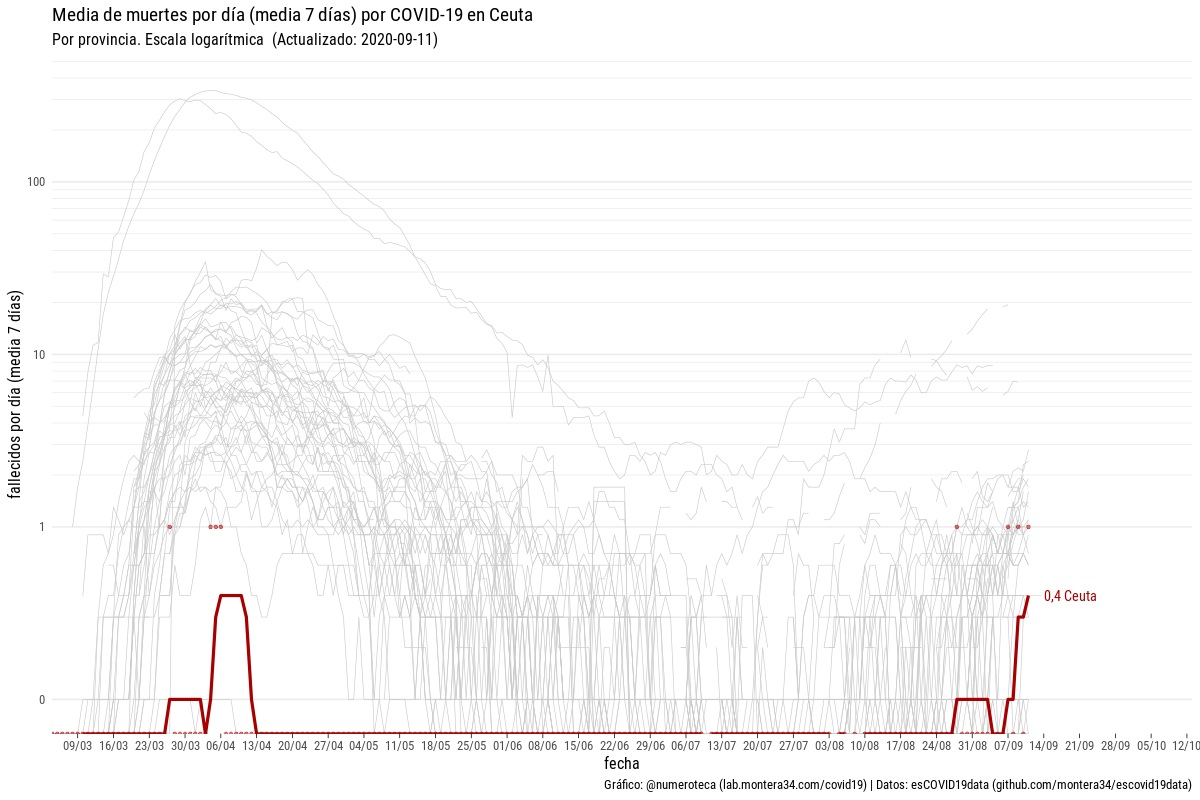 Media de muertes por día (media 7 días) por COVID-19 en Ceuta
Por provincia. Escala logarítmica (Actualizado: 2020-09-11)
fallecidos por día (media 7 días)
100
10
1
0
0,4 Ceuta
09/03 16/03 23/03 30/03 6/04 13/04 20/04 27/04 04/05 11/05 18/05 25/05 01/06 08/06 15/06 22/06 29/06 06/07 13/07 20/07 27/07 03/08 10/08 17/08 24/08 31/08 07/09 14/09 21/09 28/09 05/10 12/10
fecha
Gráfico: @numeroteca (lab.montera34.com/covid19) | Datos: esCOVID19data (github.com/montera34/escovid19data)